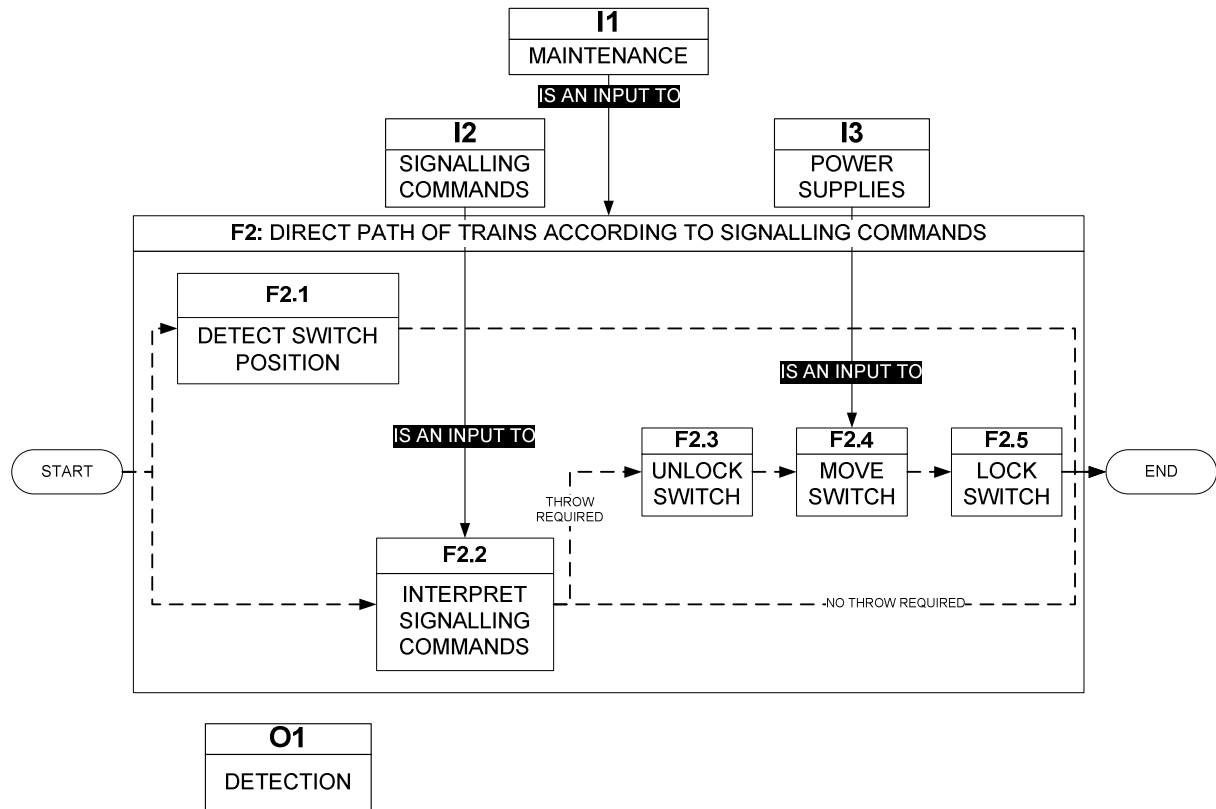 I1
MAINTENANCE
IS AN INPUT TO
I2
SIGNALLING
COMMANDS
I3
POWER
SUPPLIES
F2: DIRECT PATH OF TRAINS ACCORDING TO SIGNALLING COMMANDS
F2.1
DETECT SWITCH
POSITION
IS AN INPUT TO
IS AN INPUT TO
START
F2.3
UNLOCK
SWITCH
F2.4
MOVE
SWITCH
F2.5
LOCK
SWITCH
END
THROW
REQUIRED
F2.2
INTERPRET
SIGNALLING
COMMANDS
NO THROW REQUIRED
O1
DETECTION